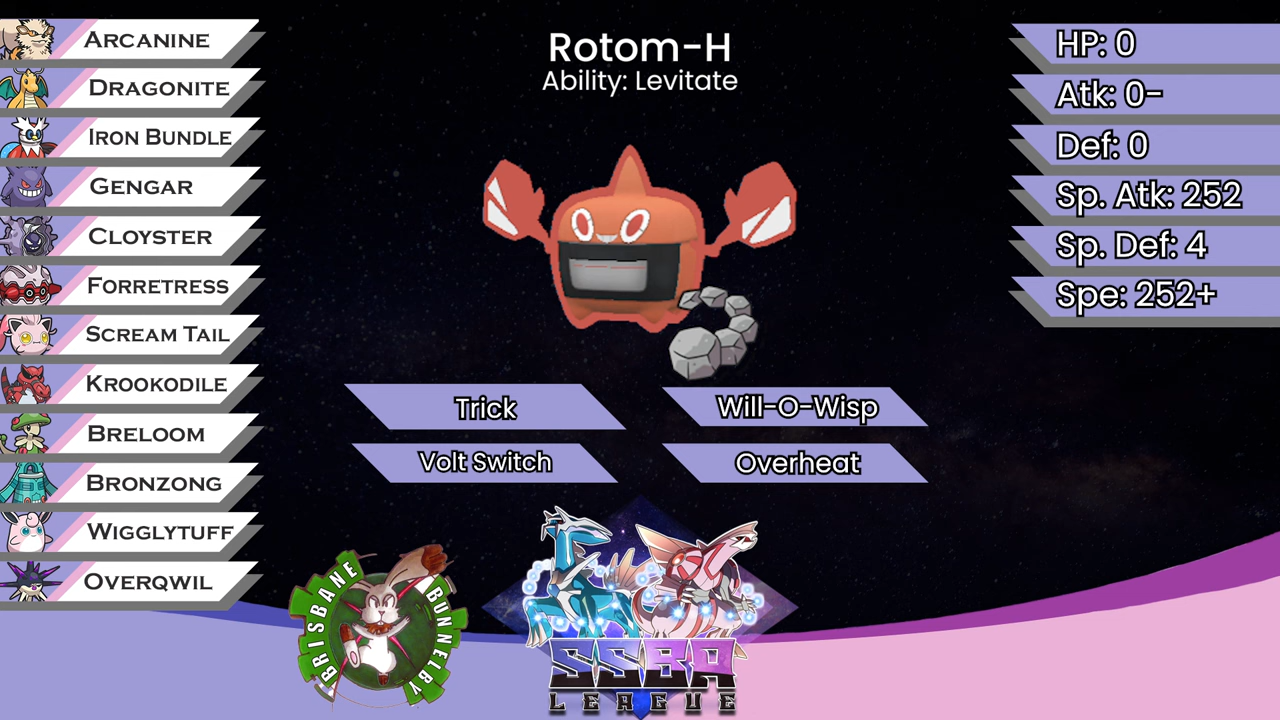 ARCANINE
DRAGONITE
IRON BUNDLE
GENGAR
CLOYSTER
FORRETRESS
SCREAM TAIL
KROOKODILE
BRELOOM
BRONZONG
WIGGLYTUFF
OVERQWIL
Rotom-H
Ability: Levitate
Trick
Will-O-Wisp
Volt Switch
Overheat
HP: 0
Atk: 0-
Def: 0
Sp. Atk: 252
Sp. Def: 4
Spe: 252+
BRISBANE
BUNNELBY
SSBA
LEAGUE